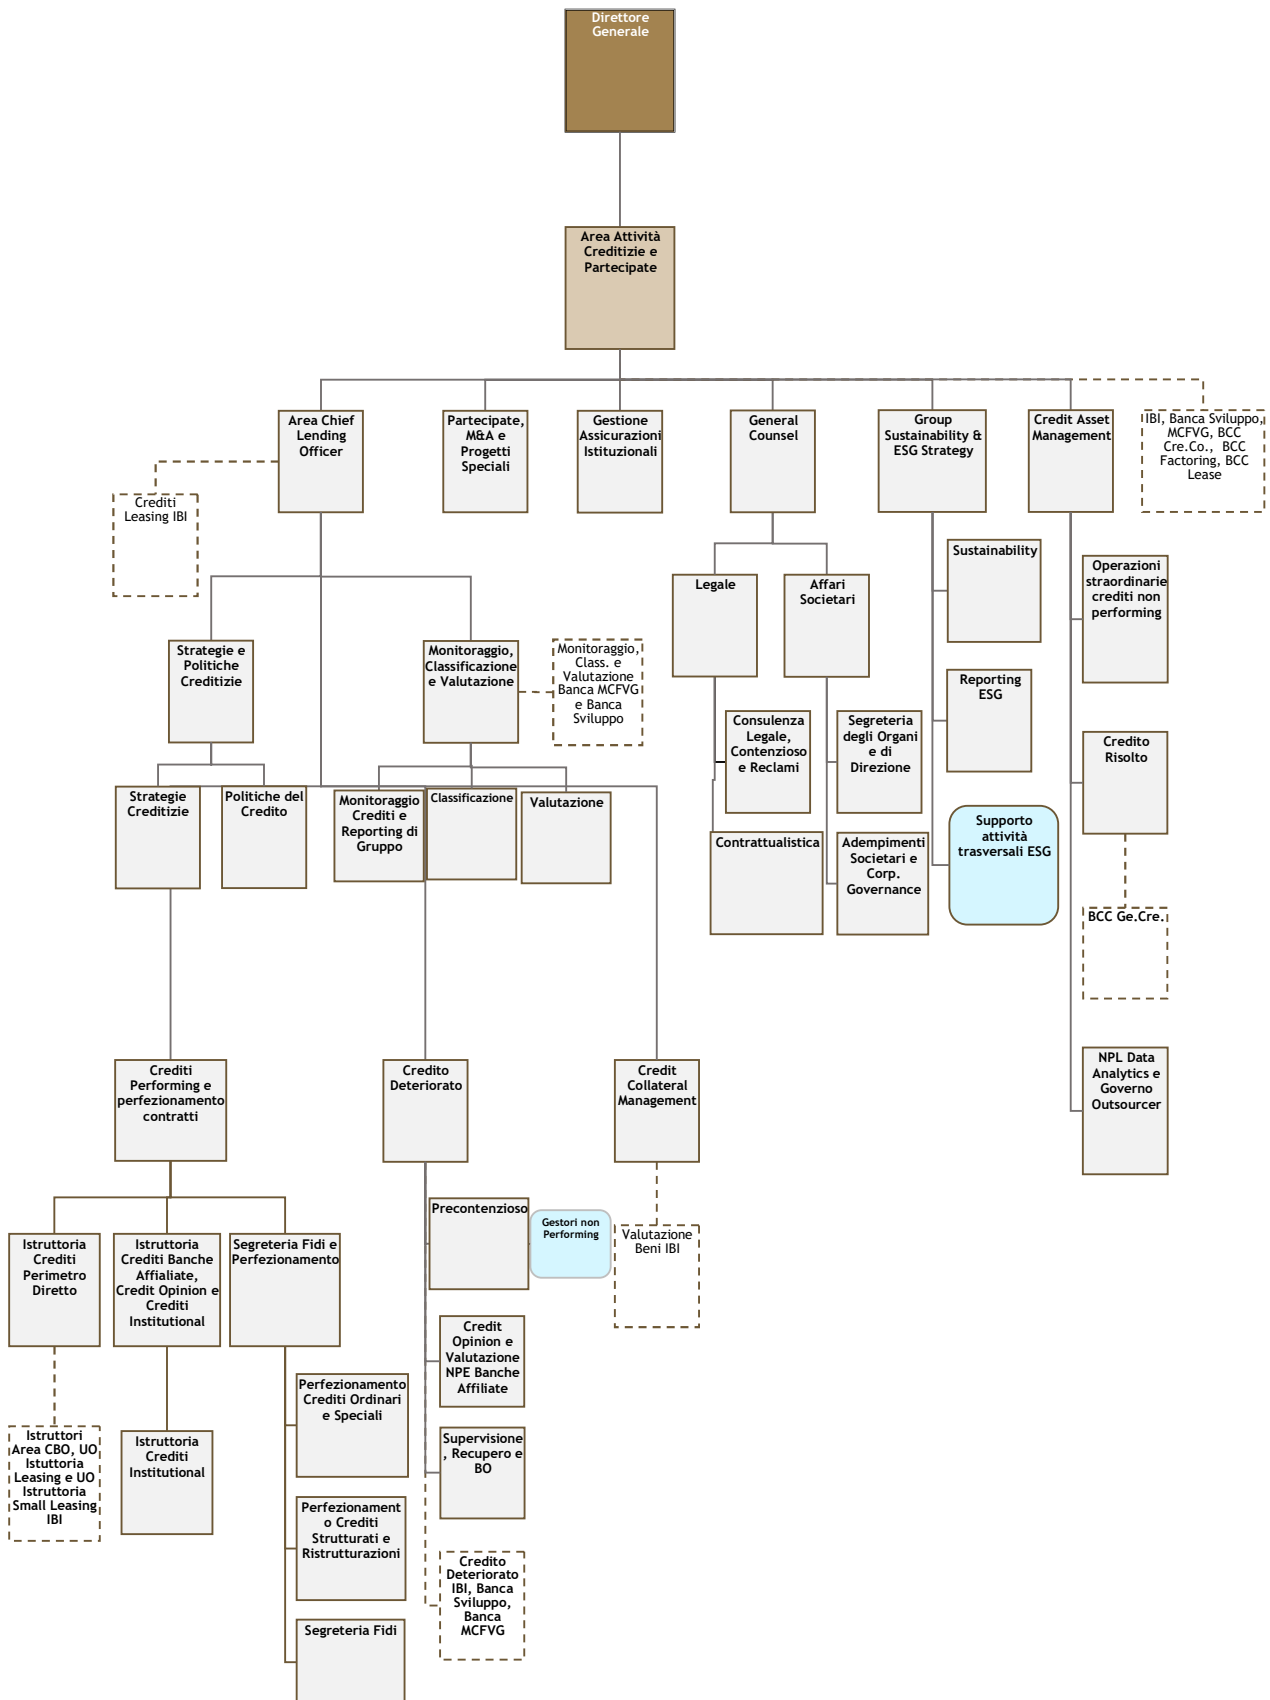 Direttore
Generale
Area Attività
Creditizie e
Partecipate
Area Chief
Lending
Officer
Partecipate,
M&A e
Progetti
Speciali
Gestione
Assicurazioni
Istituzionali
General
Counsel
Group
Sustainability &
ESG Strategy
Credit Asset
Management
IBI, Banca Sviluppo,
MCFVG, BCC
Cre.Co.,  BCC
Factoring, BCC
Lease
Crediti
Leasing IBI
Sustainability
Operazioni
straordinarie
crediti non
performing
Legale
Affari
Societari
Strategie e
Politiche
Creditizie
Monitoraggio,
Classificazione
e Valutazione
Monitoraggio,
Class. e
Valutazione
Banca MCFVG
e Banca
Sviluppo
Reporting
ESG
Consulenza
Legale,
Contenzioso
e Reclami
Segreteria
degli Organi
e di
Direzione
Credito
Risolto
Strategie
Creditizie
Politiche del
Credito
Monitoraggio
Crediti e
Reporting di
Gruppo
Classificazione
Valutazione
Supporto
attività
trasversali ESG
Contrattualistica
Adempimenti
Societari e
Corp.
Governance
BCC Ge.Cre.
Crediti
Performing e
perfezionamento
contratti
Credito
Deteriorato
Credit
Collateral
Management
NPL Data
Analytics e
Governo
Outsourcer
Precontenzioso
Gestori non
Performing
Valutazione
Beni IBI
Istruttoria
Crediti
Perimetro
Diretto
Istruttoria
Crediti Banche
Affialiate,
Credit Opinion e
Crediti
Institutional
Segreteria Fidi e
Perfezionamento
Credit
Opinion e
Valutazione
NPE Banche
Affiliate
Perfezionamento
Crediti Ordinari
e Speciali
Istruttori
Area CBO, UO
Istuttoria
Leasing e UO
Istruttoria
Small Leasing
IBI
Istruttoria
Crediti
Institutional
Supervisione
, Recupero e
BO
Perfezionament
o Crediti
Strutturati e
Ristrutturazioni
Credito
Deteriorato
IBI, Banca
Sviluppo,
Banca
MCFVG
Segreteria Fidi